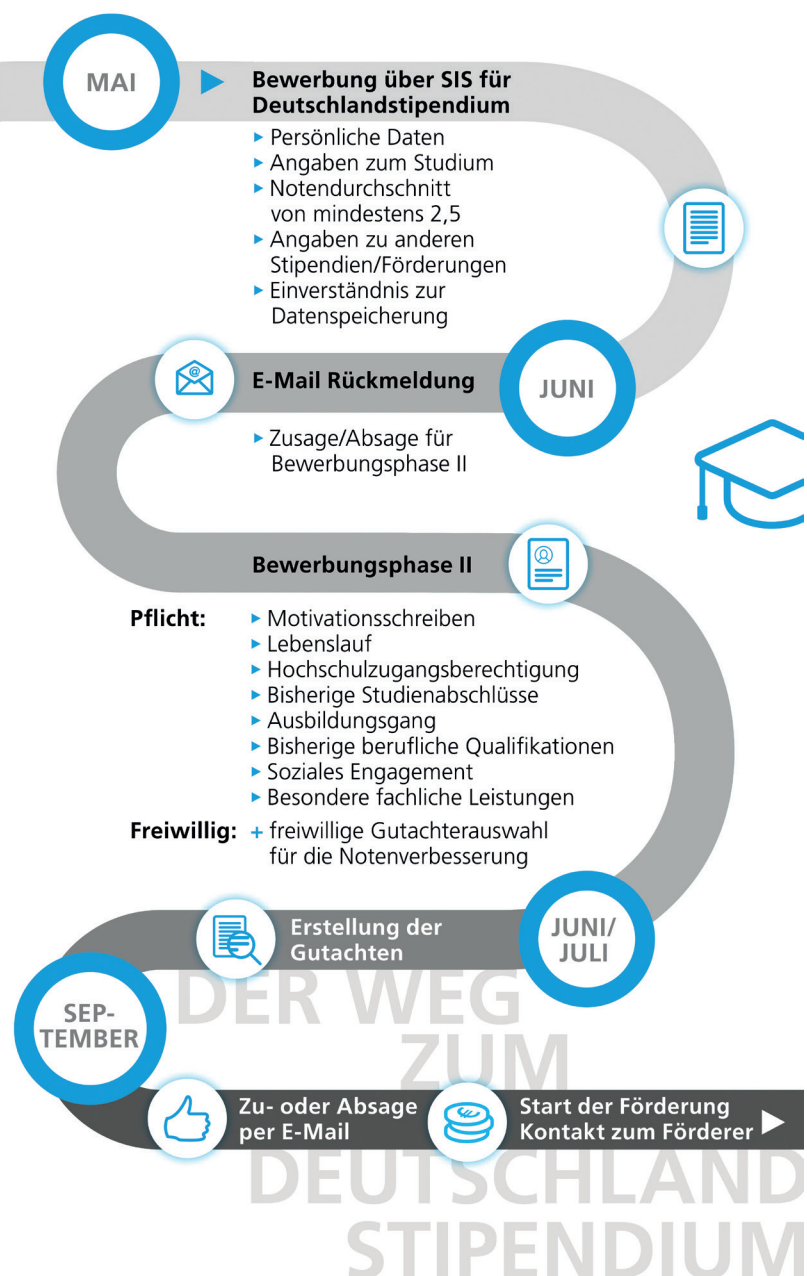 MAI
Bewerbung über SIS für
Deutschlandstipendium
Persönliche Daten
Angaben zum Studium
Notendurchschnitt
von mindestens 2,5
Angaben zu anderen
Stipendien/Förderungen
Einverständnis zur
Datenspeicherung
@
E-Mail Rückmeldung
JUNI
Zusage/Absage für
Bewerbungsphase II
Bewerbungsphase II
Pflicht:
Motivationsschreiben
Lebenslauf
Hochschulzugangsberechtigung
Bisherige Studienabschlüsse
Ausbildungsgang
Bisherige berufliche Qualifikationen
Soziales Engagement
Besondere fachliche Leistungen
Freiwillig: + freiwillige Gutachterauswahl
für die Notenverbesserung
Erstellung der
Gutachten
JUNI/
JULI
SEP-
TEMBER
Zu- oder Absage
per E-Mail
€
Start der Förderung
Kontakt zum Förderer
DER WEG
ZUM
DEUTSCHLAND
STIPENDIUM